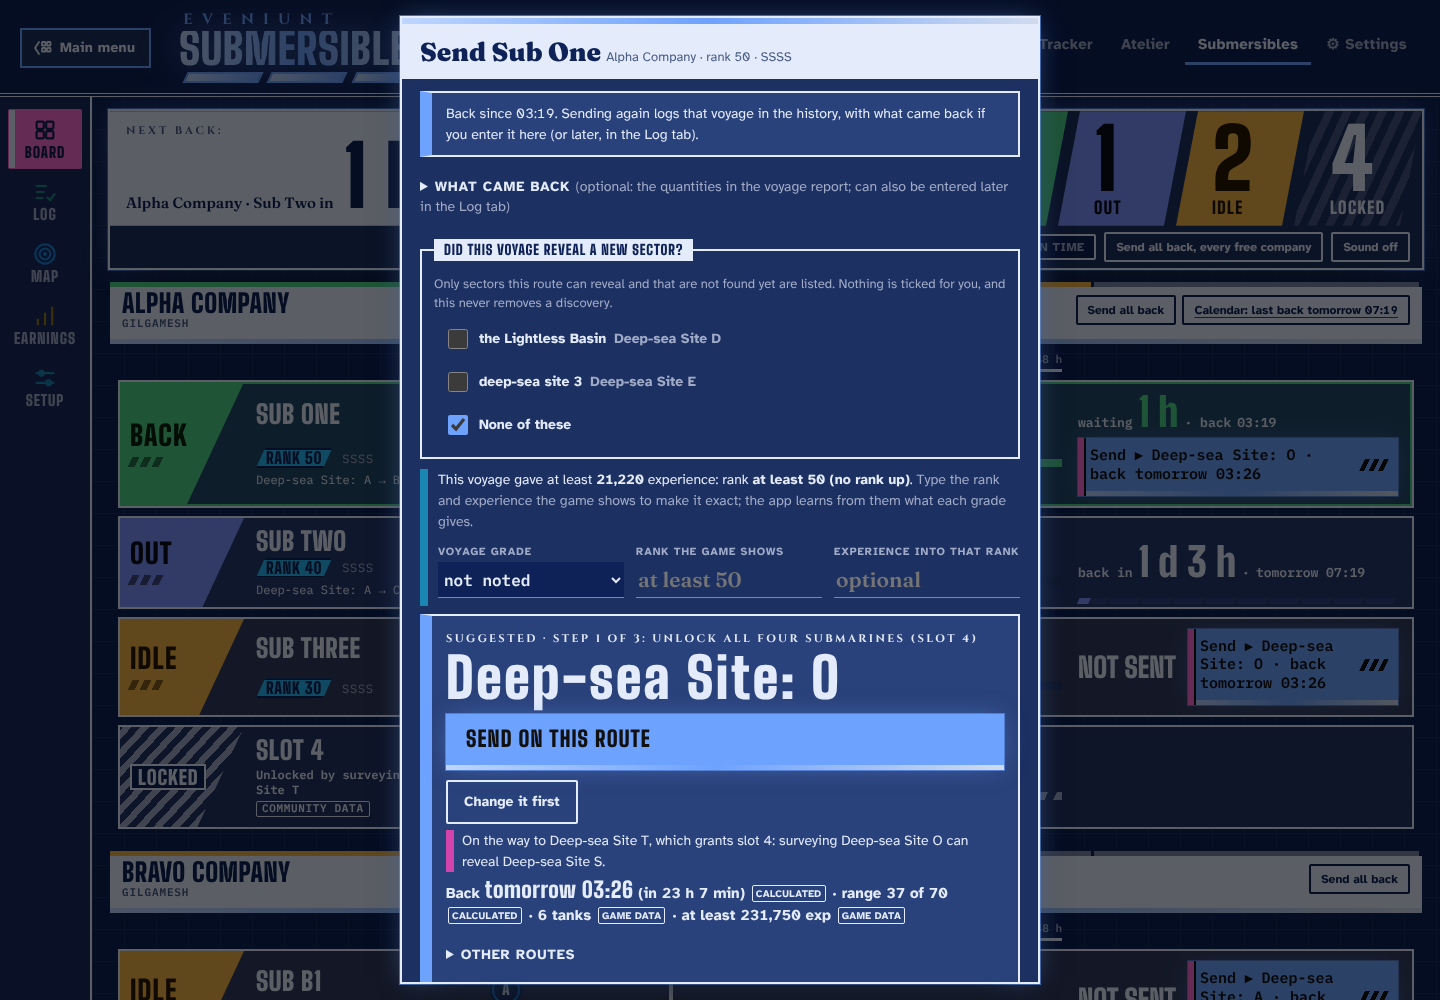 Main menu
EVENIUNT
SUBMERSIBLE
Tracker
Atelier
Submersibles
Settings
BOARD
LOG
MAP
EARNINGS
SETUP
NEXT BACK:
Alpha Company · Sub Two in
1
1
OUT
2
IDLE
4
LOCKED
N TIME
Send all back, every free company
Sound off
ALPHA COMPANY
GILGAMESH
Send all back
Calendar: last back tomorrow 07:19
8 h
BACK
SUB ONE
RANK 50 SSSS
Deep-sea Site: A → B
waiting 1 h · back 03:19
Send ▶ Deep-sea Site: O ·
back tomorrow 03:26
OUT
SUB TWO
RANK 40 SSSS
Deep-sea Site: A → C
back in 1 d 3 h · tomorrow 07:19
IDLE
SUB THREE
RANK 30 SSSS
NOT SENT
Send ▶ Deep-sea
Site: O · back
tomorrow 03:26
LOCKED
SLOT 4
Unlocked by surveyin
Site T
COMMUNITY DATA
BRAVO COMPANY
GILGAMESH
Send all back
8 h
IDLE
SUB B1
A
NOT SENT
Send ▶ Deep-sea
Site: A · back
Send Sub One Alpha Company · rank 50 · SSSS
Back since 03:19. Sending again logs that voyage in the history, with what came back if
you enter it here (or later, in the Log tab).
▶ WHAT CAME BACK (optional: the quantities in the voyage report; can also be entered later
in the Log tab)
DID THIS VOYAGE REVEAL A NEW SECTOR?
Only sectors this route can reveal and that are not found yet are listed. Nothing is ticked for you, and
this never removes a discovery.
the Lightless Basin Deep-sea Site D
deep-sea site 3 Deep-sea Site E
None of these
This voyage gave at least 21,220 experience: rank at least 50 (no rank up). Type the rank
and experience the game shows to make it exact; the app learns from them what each grade
gives.
VOYAGE GRADE
not noted
RANK THE GAME SHOWS
at least 50
EXPERIENCE INTO THAT RANK
optional
SUGGESTED · STEP 1 OF 3: UNLOCK ALL FOUR SUBMARINES (SLOT 4)
Deep-sea Site: O
SEND ON THIS ROUTE
Change it first
On the way to Deep-sea Site T, which grants slot 4: surveying Deep-sea Site O can
reveal Deep-sea Site S.
Back tomorrow 03:26 (in 23 h 7 min) CALCULATED · range 37 of 70
CALCULATED · 6 tanks GAME DATA · at least 231,750 exp GAME DATA
▶ OTHER ROUTES